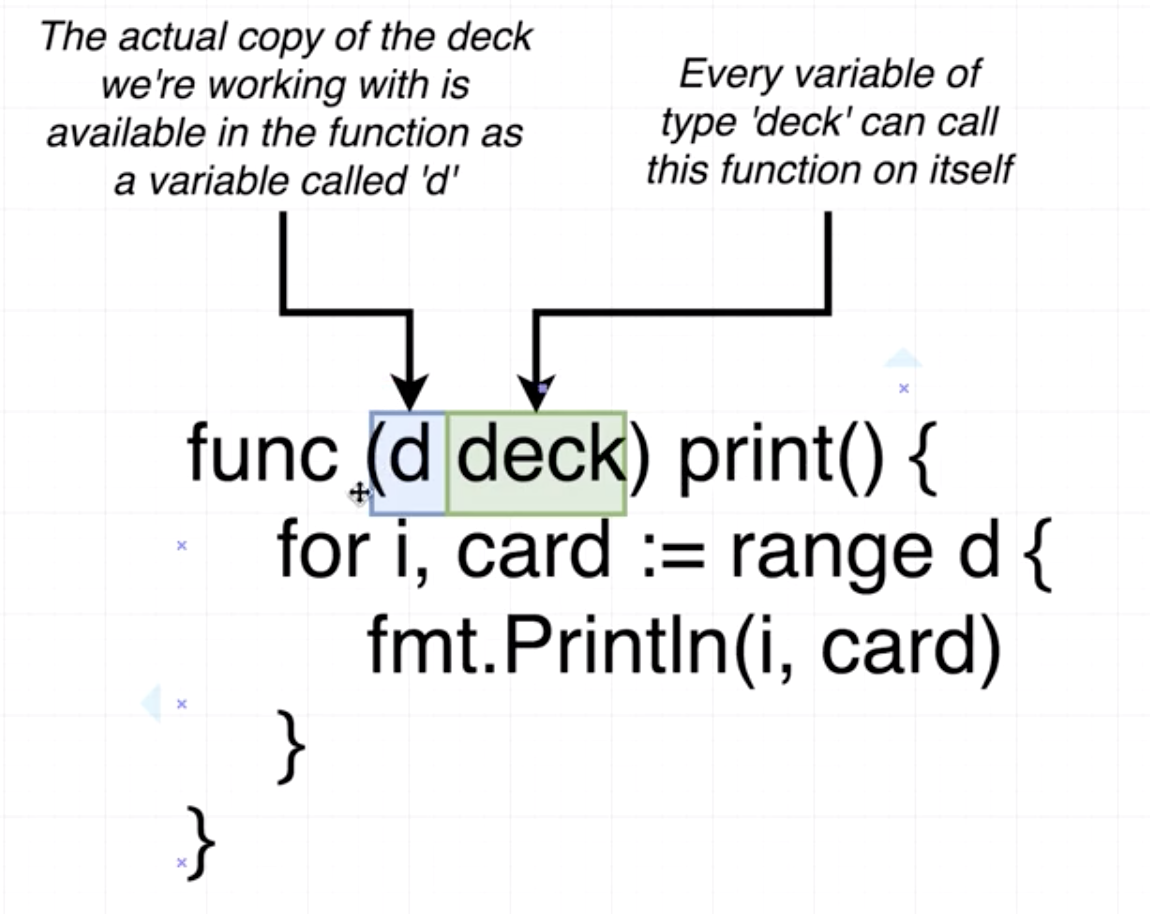 The actual copy of the deck
we're working with is
available in the function as
a variable called 'd'
Every variable of
type 'deck' can call
this function on itself
func (d deck) print() {
for i, card := range d {
fmt.Println(i, card)
}
}